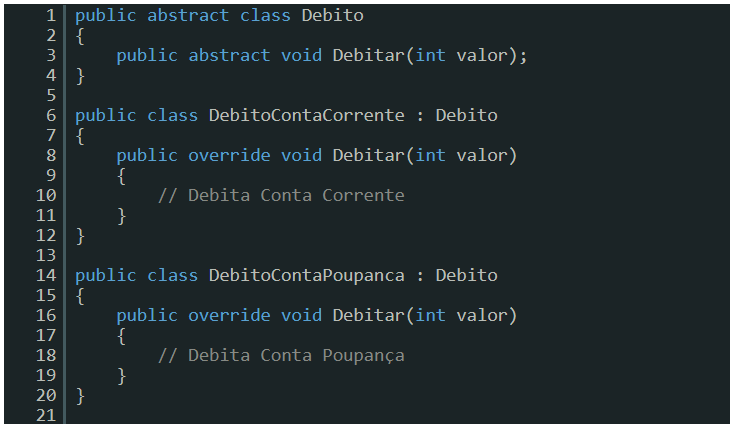 1 public abstract class Debito
2 {
3     public abstract void Debitar(int valor);
4 }
5
6 public class DebitoContaCorrente : Debito
7 {
8     public override void Debitar(int valor)
9     {
10         // Debita Conta Corrente
11     }
12 }
13
14 public class DebitoContaPoupanca : Debito
15 {
16     public override void Debitar(int valor)
17     {
18         // Debita Conta Poupança
19     }
20 }
21